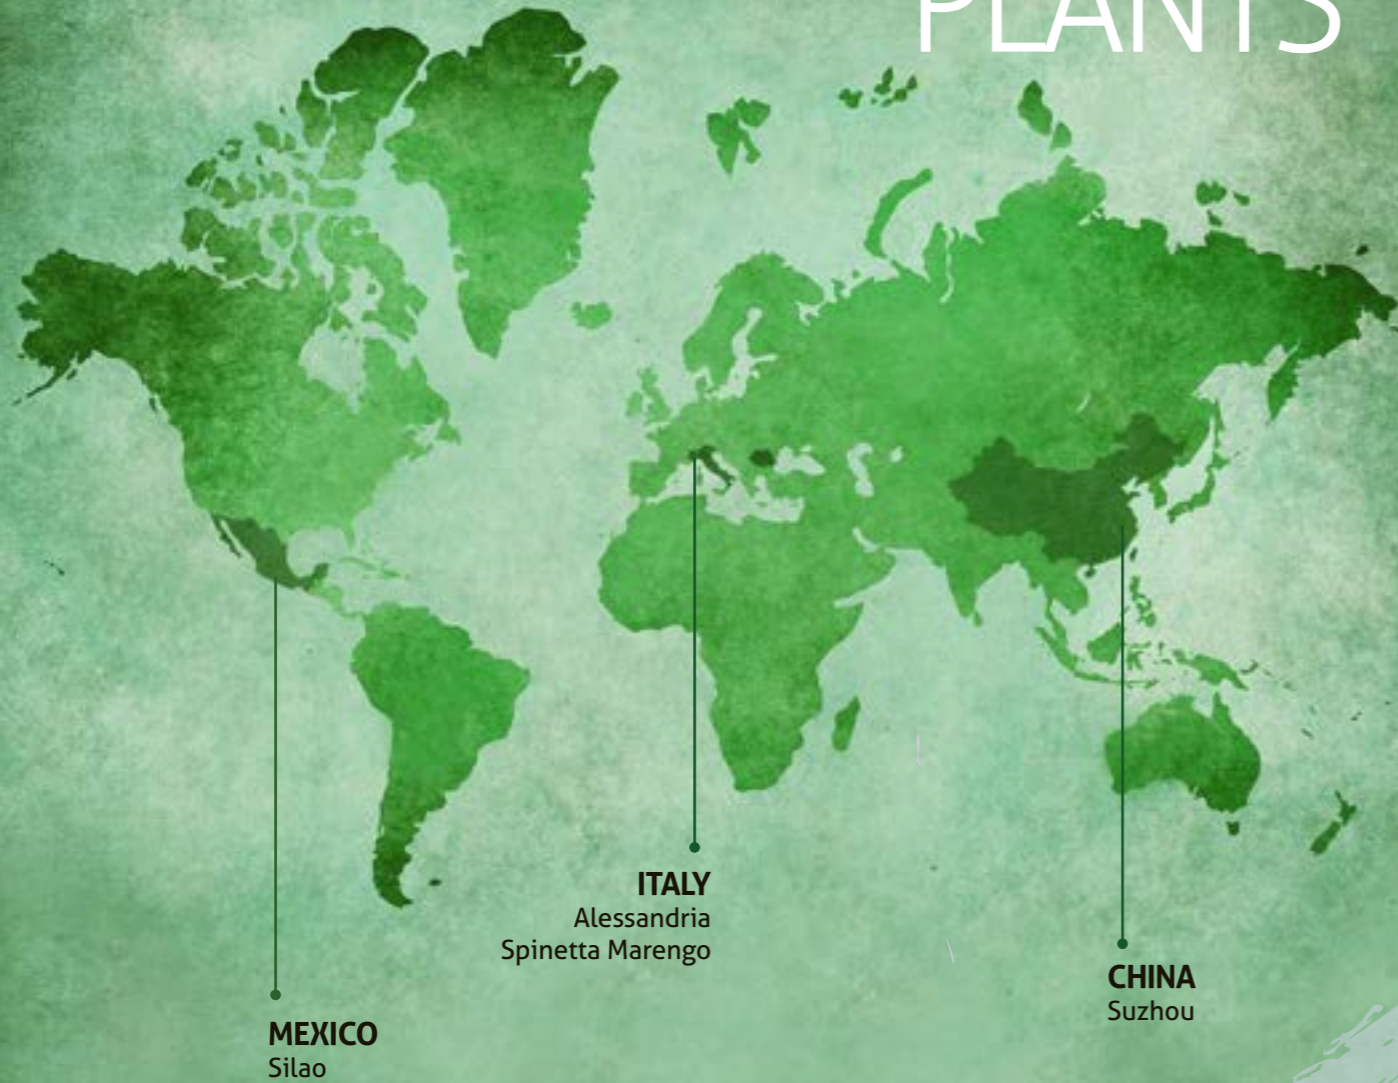 PLANTS
ITALY
Alessandria
Spinetta Marengo
CHINA
Suzhou
MEXICO
Silao